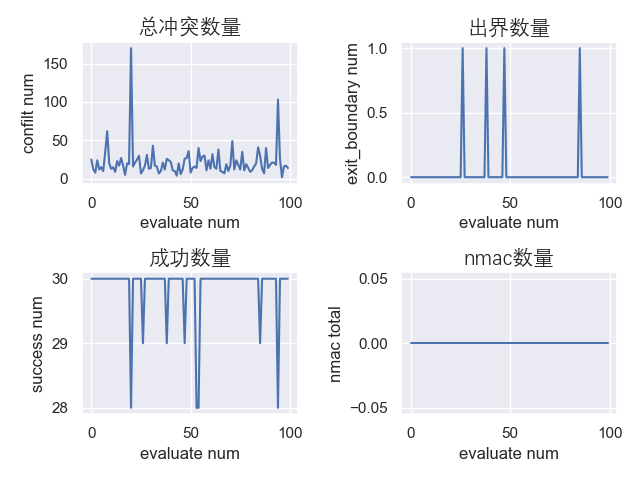 总冲突数量
150
100
50
0
conflt num
0 50 100
evaluate num
出界数量
1.0
0.5
0.0
exit_boundary num
0 50 100
evaluate num
成功数量
30
29
28
success num
0 50 100
evaluate num
nmac数量
0.05
0.00
−0.05
nmac total
0 50 100
evaluate num